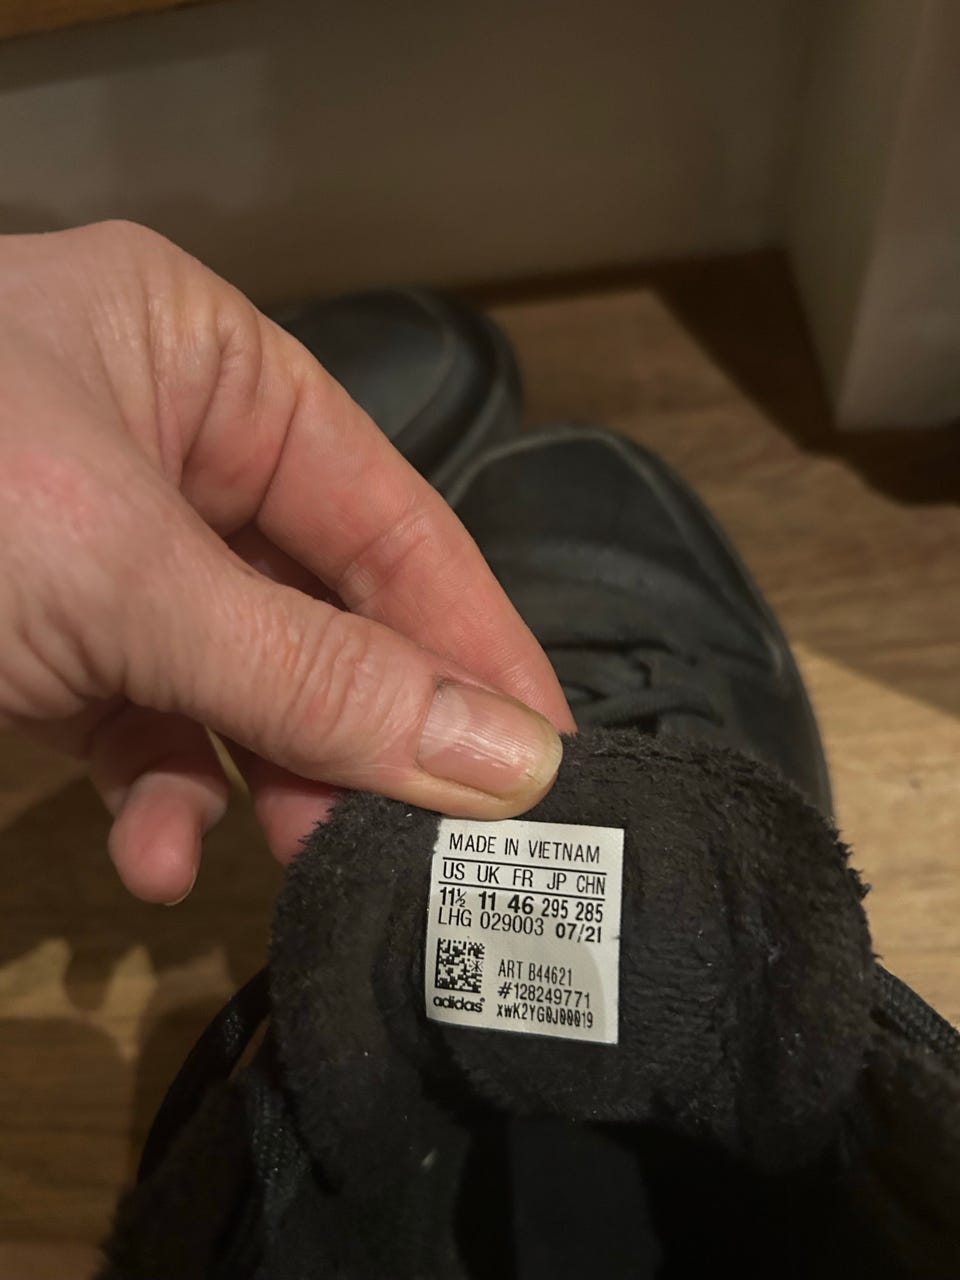 MADE IN VIETNAM
US UK FR JP CHN
11½ 11 46 295 285
LHG 029003 07/21
ART B44621
#128249771
adidas® xWK2YG0J00019